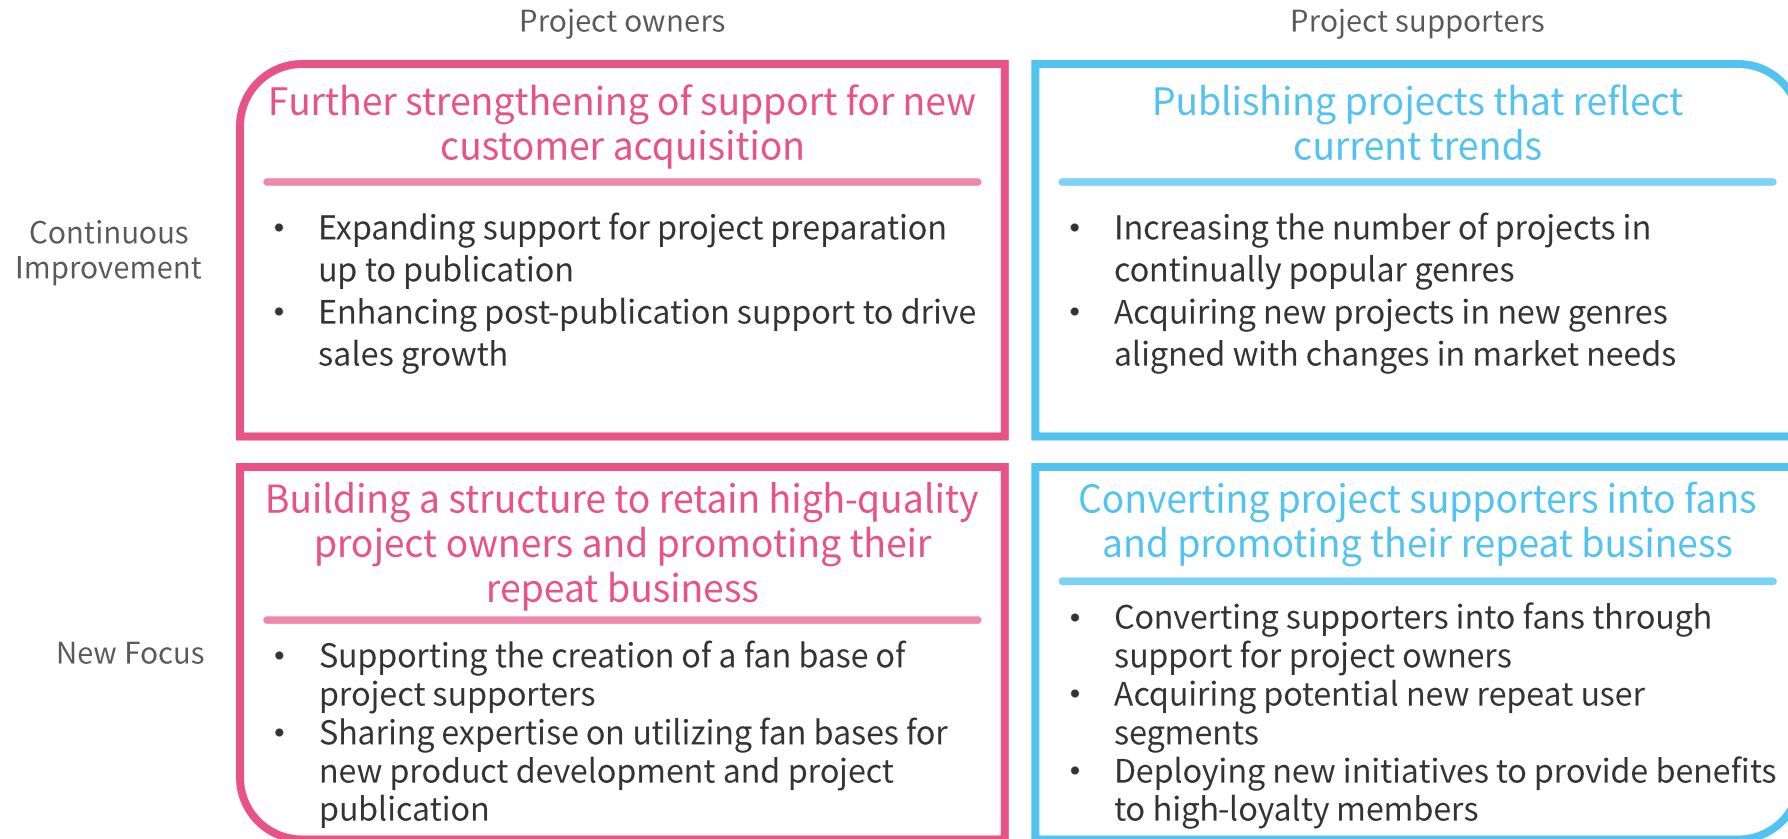 Project owners
Project supporters
Continuous
Improvement
Further strengthening of support for new
customer acquisition
• Expanding support for project preparation
up to publication
• Enhancing post-publication support to drive
sales growth
Publishing projects that reflect
current trends
• Increasing the number of projects in
continually popular genres
• Acquiring new projects in new genres
aligned with changes in market needs
New Focus
Building a structure to retain high-quality
project owners and promoting their
repeat business
• Supporting the creation of a fan base of
project supporters
• Sharing expertise on utilizing fan bases for
new product development and project
publication
Converting project supporters into fans
and promoting their repeat business
• Converting supporters into fans through
support for project owners
• Acquiring potential new repeat user
segments
• Deploying new initiatives to provide benefits
to high-loyalty members